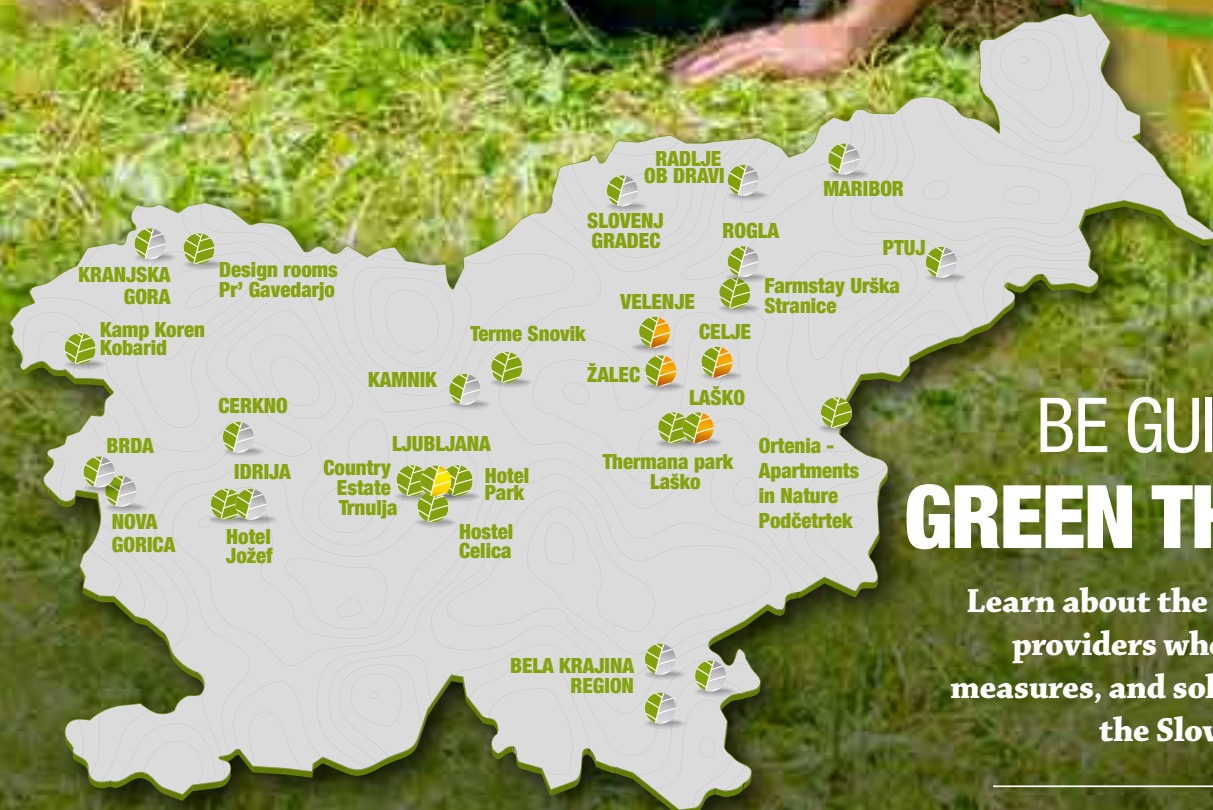 RADLJE
OB DRAVI
MARIBOR
SLOVENJ
GRADEC
ROGLA
PTUJ
KRANJSKA
GORA
Design rooms
Pr' Gavedarjo
Farmstay Urška
Stranice
VELENJE
Kamp Koren
Kobarid
Terme Snovik
CELJE
KAMNIK
ŽALEC
LAŠKO
CERKNO
BRDA
LJUBLJANA
IDRIJA
Country
Estate
Trnulja
Hotel
Park
Thermana park
Laško
Ortenia -
Apartments
in Nature
Podčetrtek
NOVA
GORICA
Hotel
Jožef
Hostel
Celica
BELA KRAJINA
REGION
BE GUI
GREEN TH
Learn about the
providers who
measures, and sol
the Slov